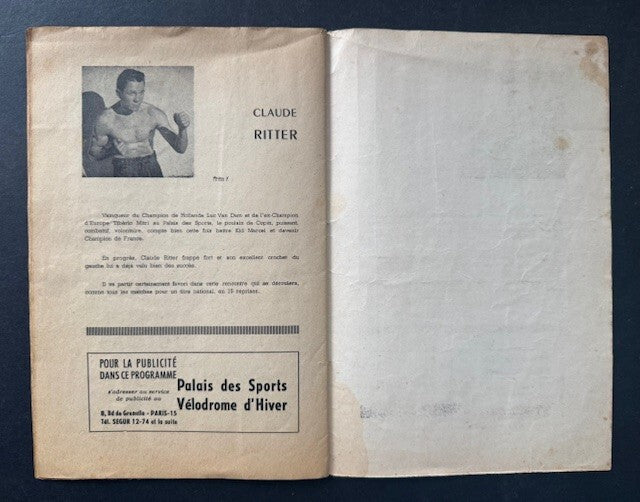 CLAUDE
RITTER
Vainqueur du Champion de Hollande Luc Van Dam et de l'ex-Champion
d'Europe Tibério Mitri au Palais des Sports, le poulain de Cupin, puissant,
combatif, volontaire, compte bien cette fois battre Kid Marcel et devenir
Champion de France.
En progrès, Claude Ritter frappe fort et son excellent crochet du
gauche lui a déjà valu bien des succès.
Il va partir certainement favori dans cette rencontre qui se déroulera,
comme tous les matches pour un titre national, en 15 reprises.
POUR LA PUBLICITÉ
DANS CE PROGRAMME
s'adresser au service
de publicité au
8, Bd de Grenelle - PARIS-15
Tél. SEGUR 12-74 et la suite
Palais des Sports
Vélodrome d'Hiver